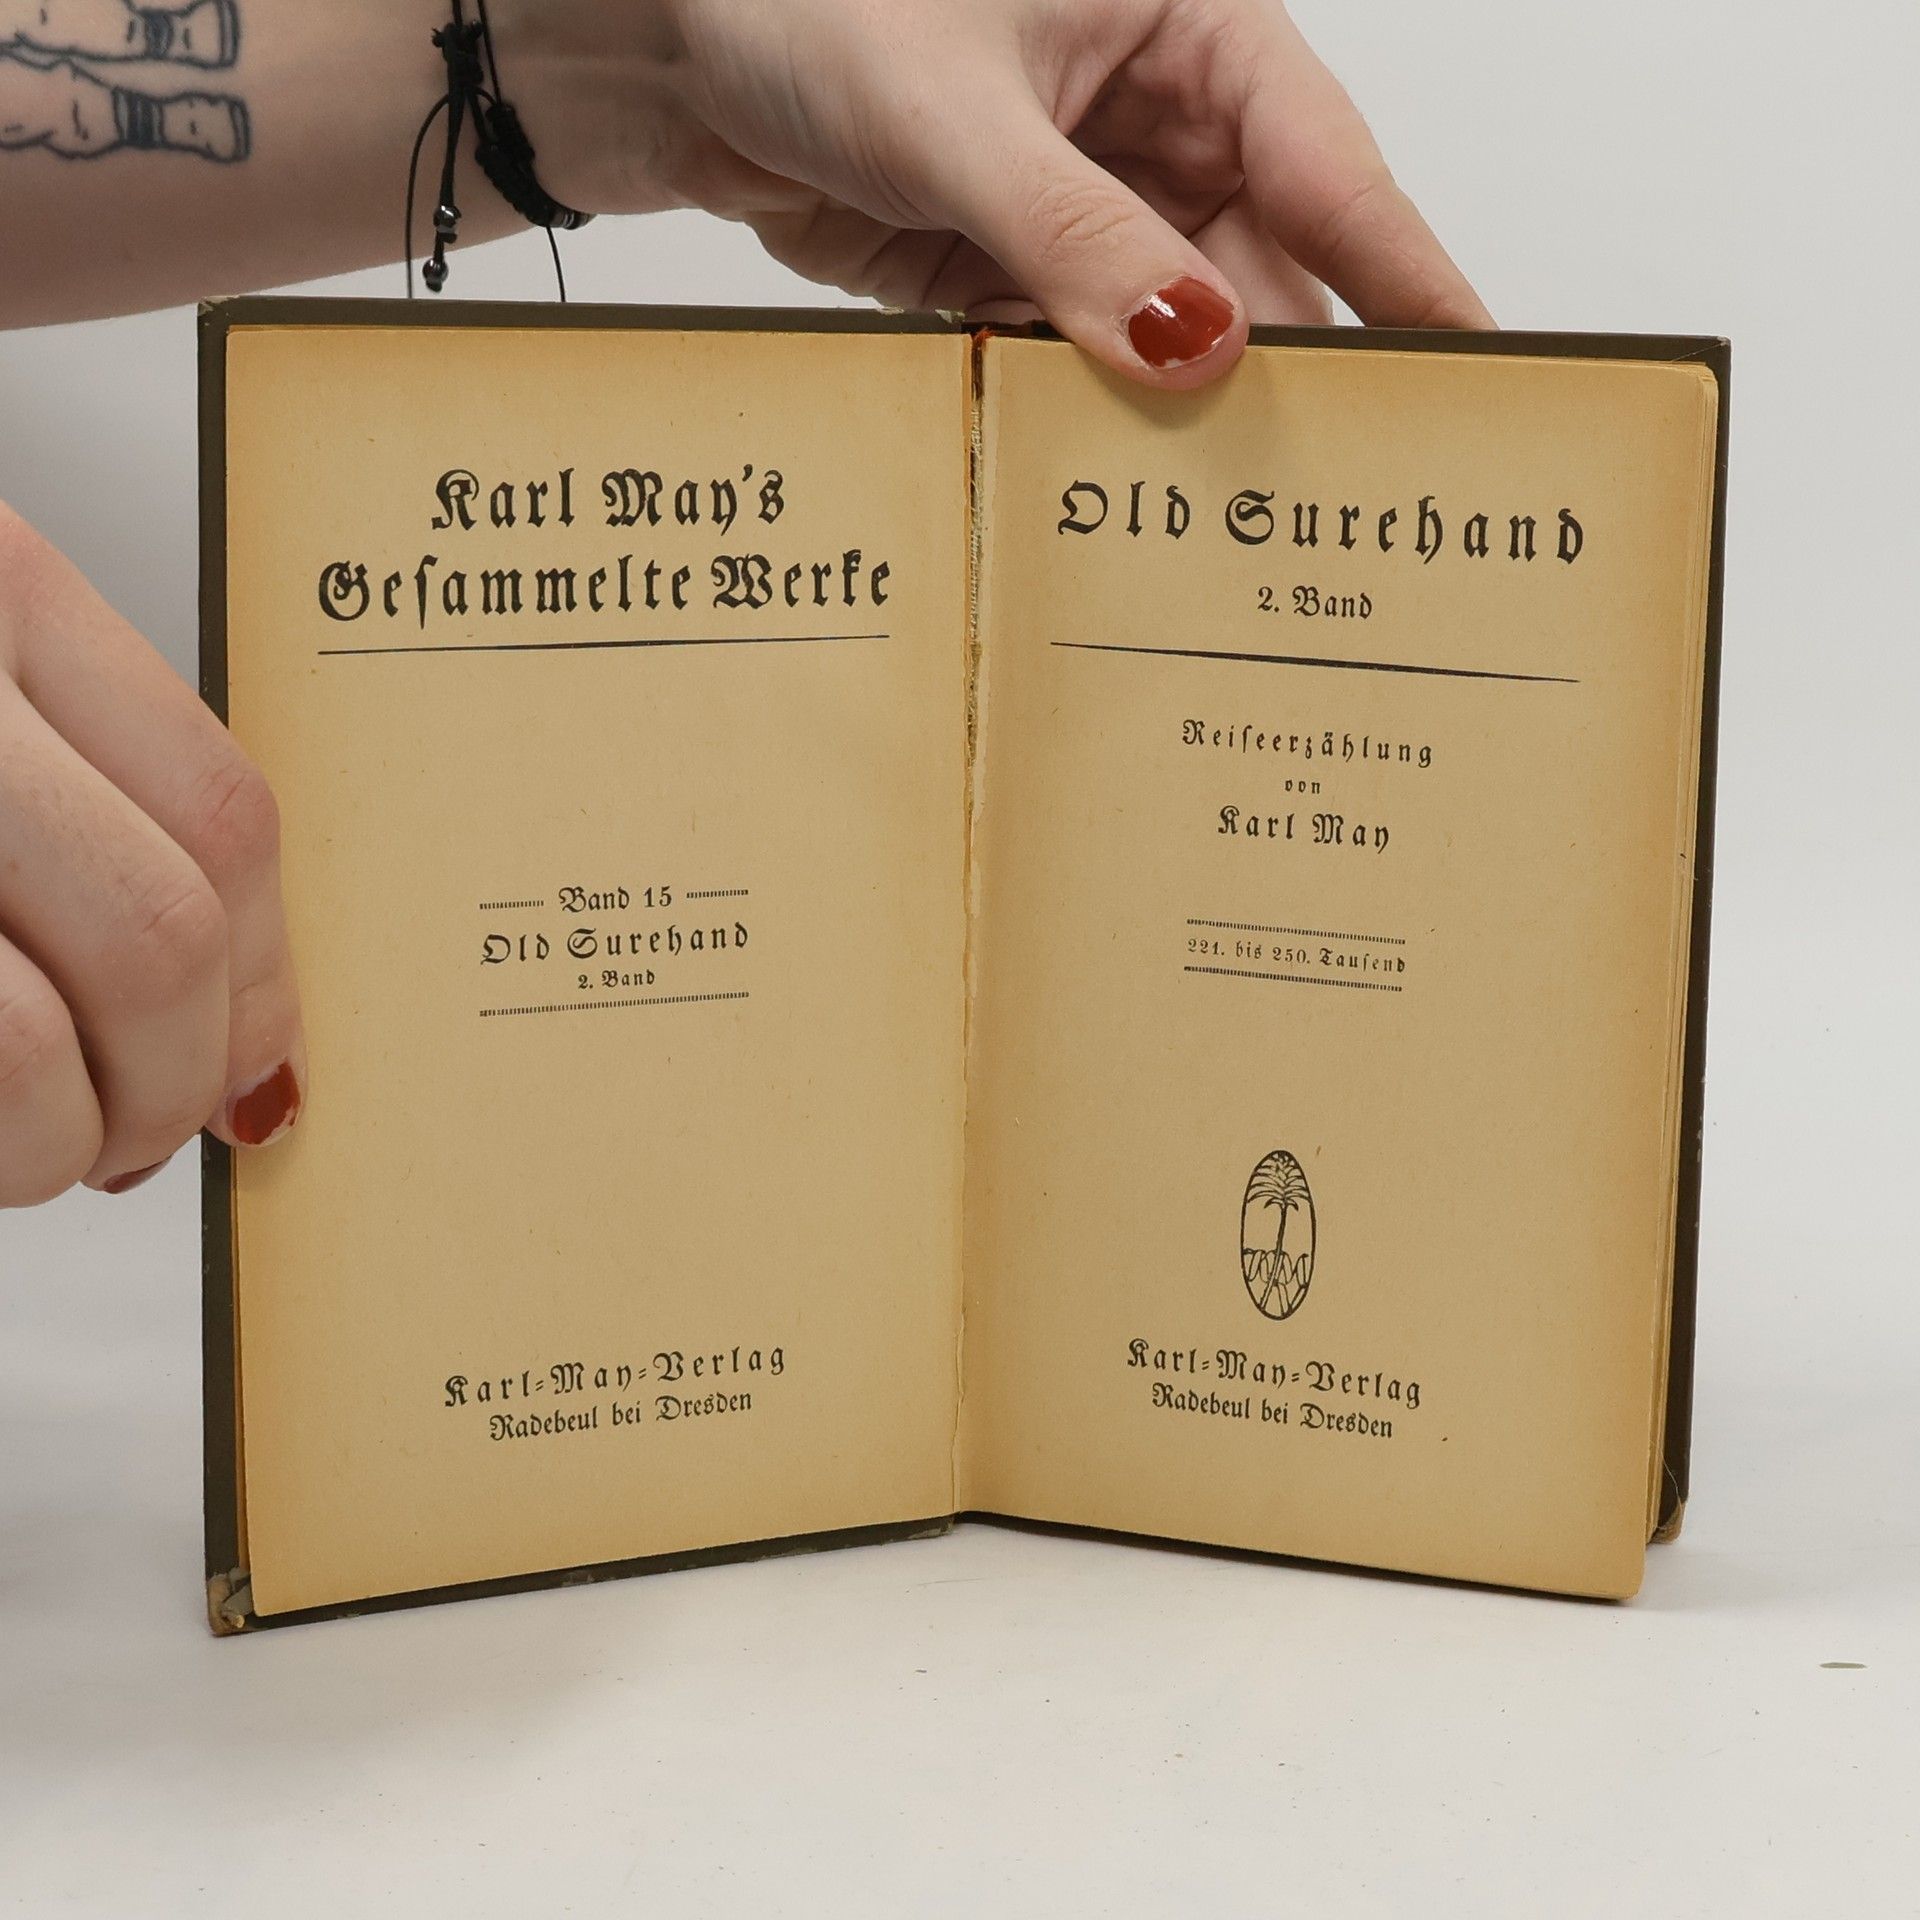 Karl May's
Geſammelte Werke
Band 15
Old Surehand
2. Band
Karl=May=Verlag
Radebeul bei Dresden
Old Surehand
2. Band
Reiſeerzählung
von
Karl May
221. bis 250. Tauſend
Karl=May=Verlag
Radebeul bei Dresden